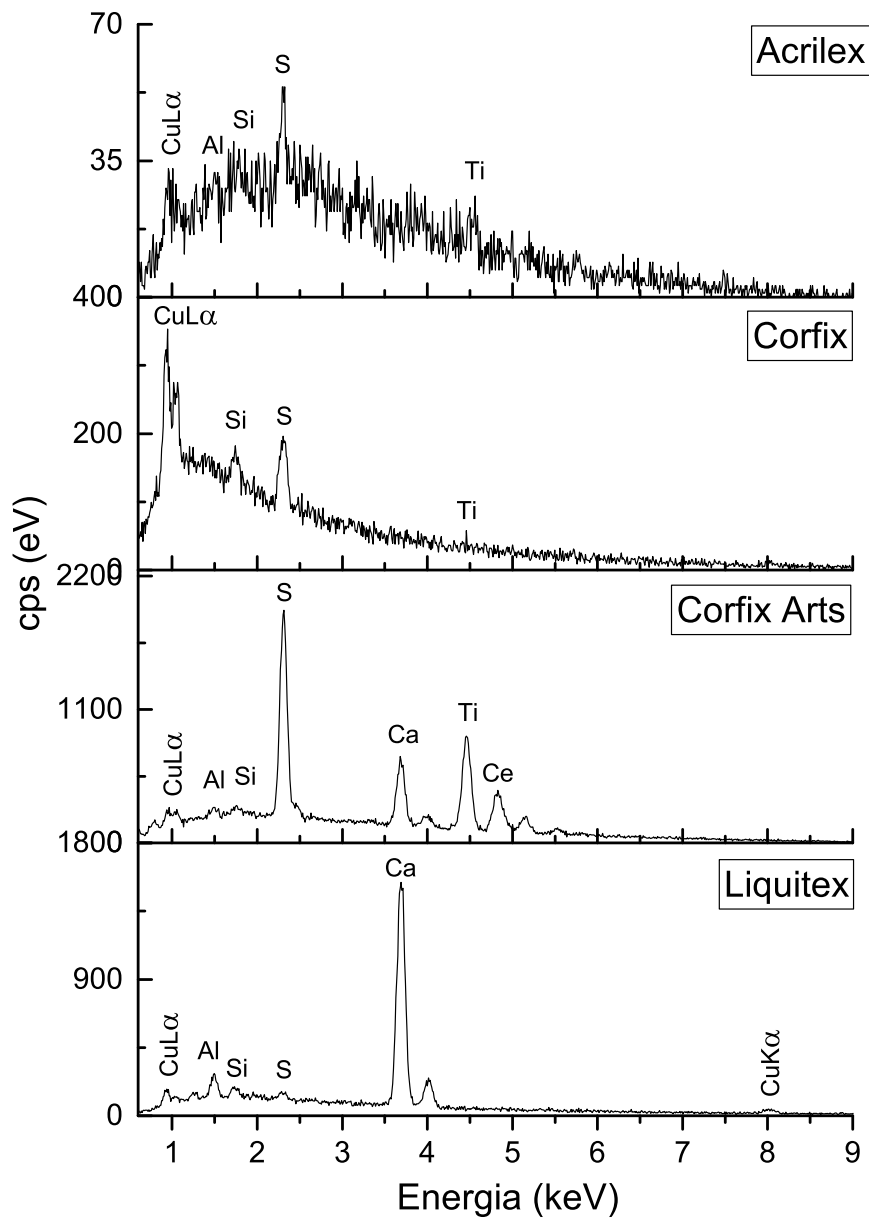 70
Acrilex
S
CuLα
Al
Si
35
Ti
400
CuLα
Corfix
Si
S
200
Ti
0
cps (eV)
2200
S
Corfix Arts
1100
Ti
CuLα
Al
Si
Ca
Ce
1800
Ca
Liquitex
900
CuLα
Al
Si
S
CuKα
0
1 2 3 4 5 6 7 8 9
Energia (keV)